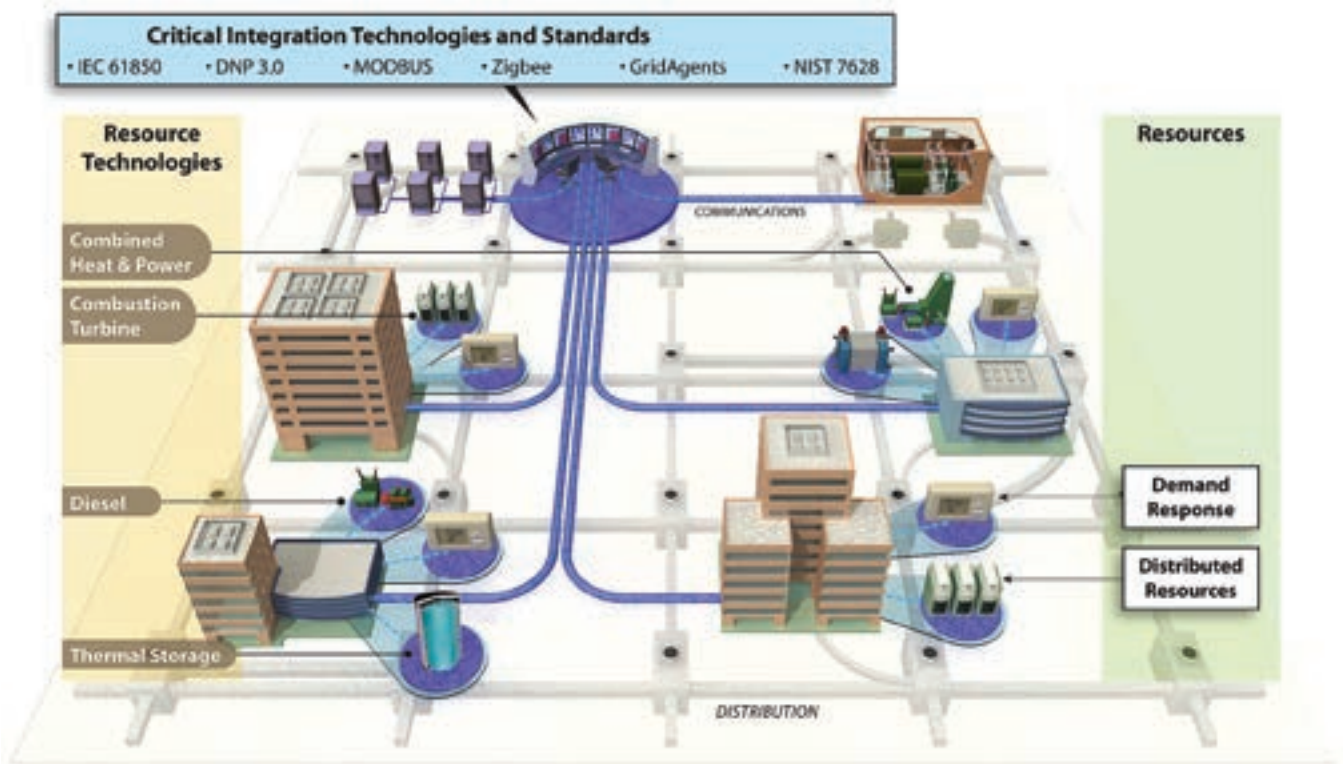 Critical Integration Technologies and Standards
• IEC 61850 • DNP 3.0 • MODBUS • Zigbee • GridAgents • NIST 7628
Resource
Technologies
Resources
COMMUNICATIONS
Combined
Heat & Power
Combustion
Turbine
Diesel
Demand
Response
Distributed
Resources
Thermal Storage
DISTRIBUTION